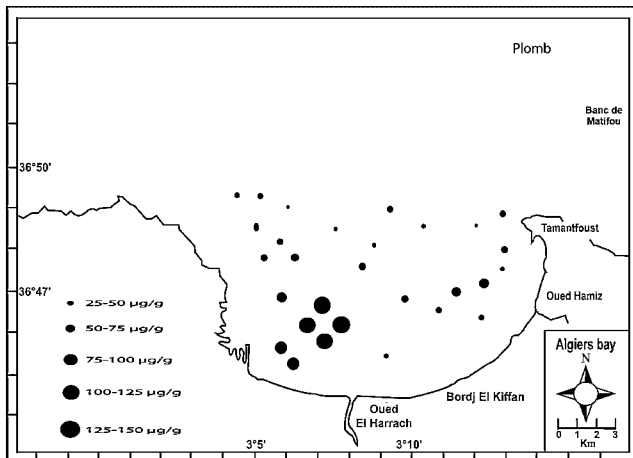 Plomb
Banc de
Matifou
36°50'
Tamantfoust
36°47'
25-50 µg/g
50-75 µg/g
75-100 µg/g
100-125 µg/g
125-150 µg/g
Oued Hamiz
Algiers bay
N
0 1 2 3
Km
Bordj El Kiffan
Oued
El Harrach
3°5'
3°10'